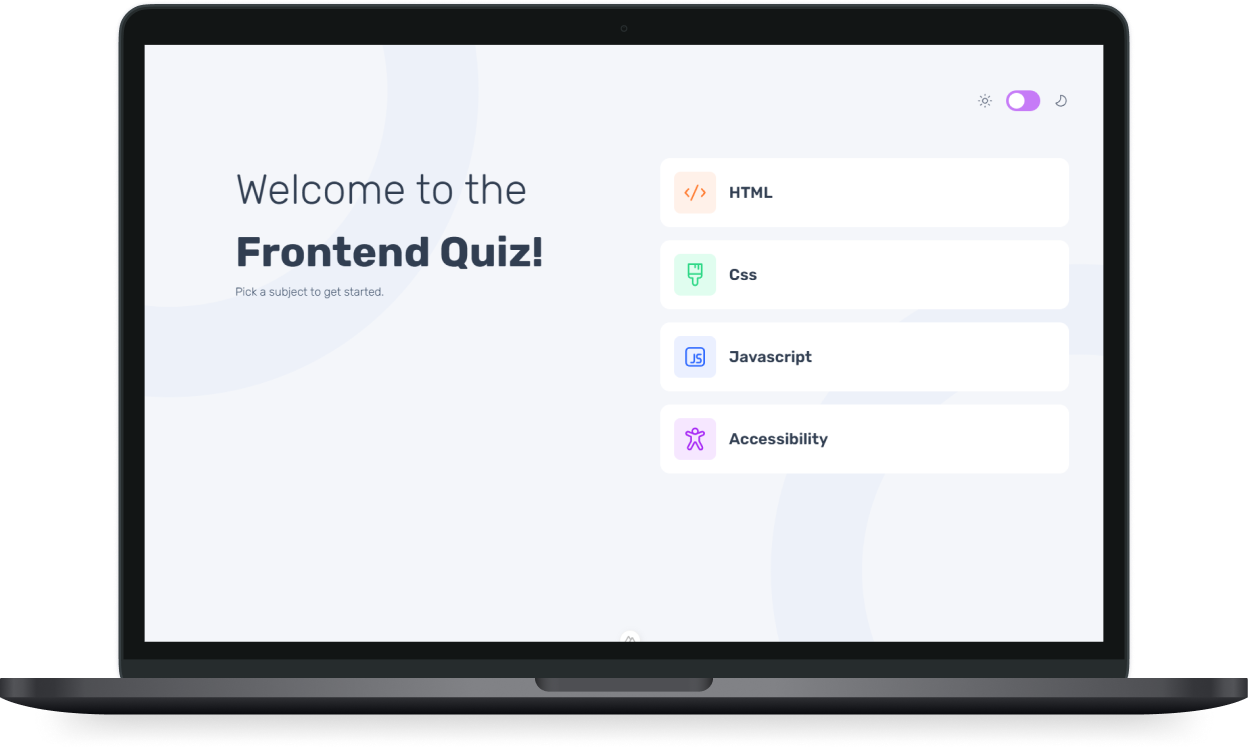 Welcome to the
Frontend Quiz!
Pick a subject to get started.
HTML
Css
JS
Javascript
Accessibility